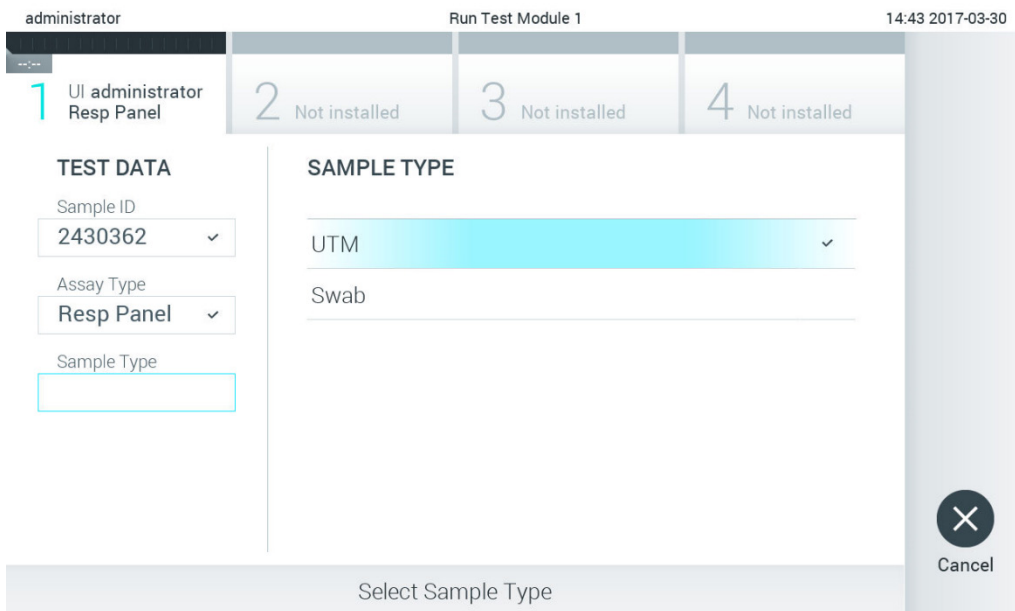 administrator
Run Test Module 1
14:43 2017-03-30
--:--
1 UI administrator
Resp Panel
2 Not installed
3 Not installed
4 Not installed
TEST DATA
Sample ID
2430362
Assay Type
Resp Panel
Sample Type
SAMPLE TYPE
UTM
Swab
Cancel
Select Sample Type